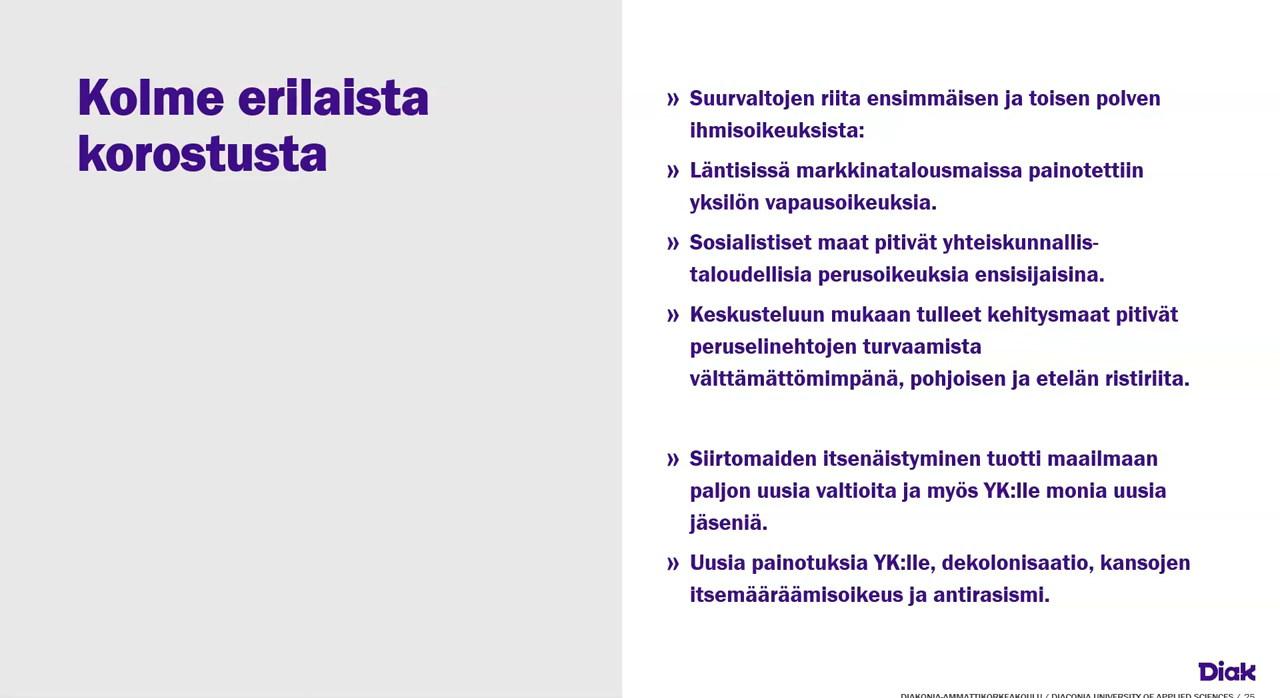 Kolme erilaista
korostusta
» Suurvaltojen riita ensimmäisen ja toisen polven
ihmisoikeuksista:
» Läntisissä markkinatalousmaissa painotettiin
yksilön vapausoikeuksia.
» Sosialistiset maat pitivät yhteiskunnallis-
taloudellisia perusoikeuksia ensisijaisina.
» Keskusteluun mukaan tulleet kehitysmaat pitivät
peruselinehtojen turvaamista
välttämättömimpänä, pohjoisen ja etelän ristiriita.
» Siirtomaiden itsenäistyminen tuotti maailmaan
paljon uusia valtioita ja myös YK:lle monia uusia
jäseniä.
» Uusia painotuksia YK:lle, dekolonisaatio, kansojen
itsemääräämisoikeus ja antirasismi.
Diak
DIAKONIA-AMMATTIKORKEAKOULU / DIACONIA UNIVERSITY OF APPLIED SCIENCES / 25